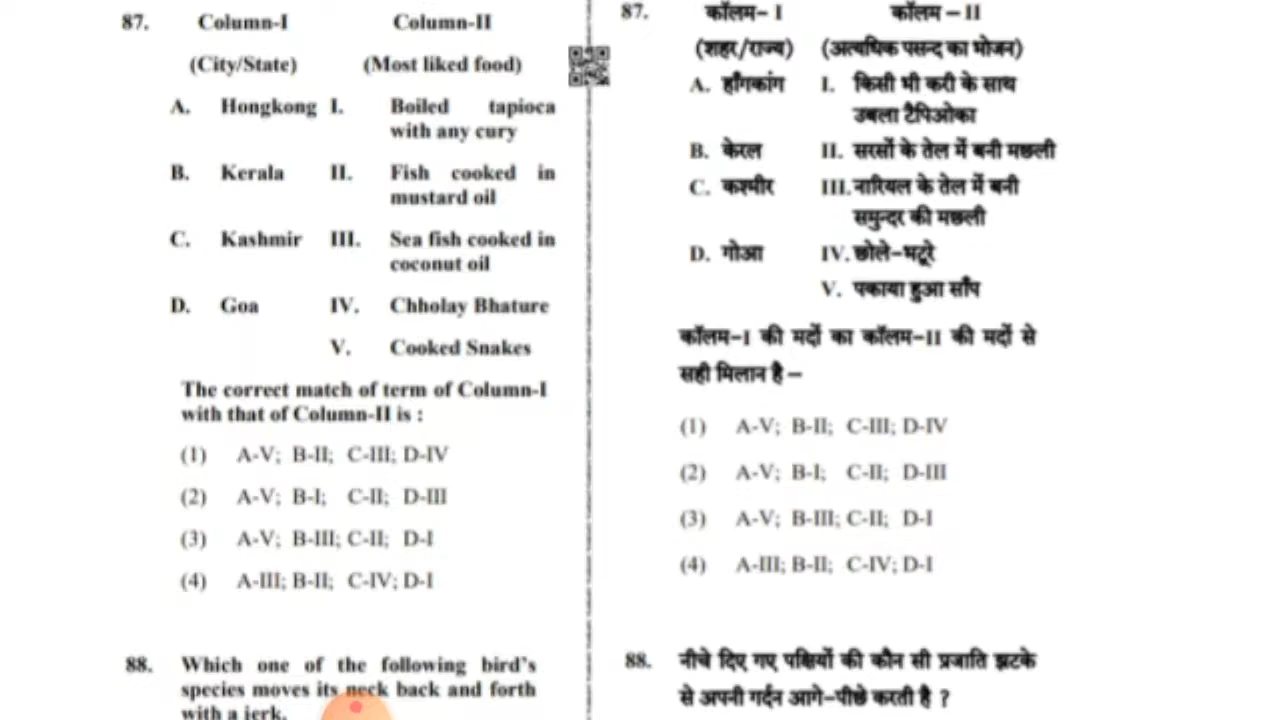 87. Column-I Column-II
(City/State) (Most liked food)
A. Hongkong I. Boiled tapioca
with any cury
B. Kerala II. Fish cooked in
mustard oil
C. Kashmir III. Sea fish cooked in
coconut oil
D. Goa IV. Chholay Bhature
V. Cooked Snakes
The correct match of term of Column-I
with that of Column-II is :
(1) A-V; B-II; C-III; D-IV
(2) A-V; B-I; C-II; D-III
(3) A-V; B-III; C-II; D-I
(4) A-III; B-II; C-IV; D-I
88. Which one of the following bird's
species moves its neck back and forth
with a jerk.
87. कॉलम- I कॉलम – II
(शहर/राज्य) (अत्यधिक पसन्द का भोजन)
A. हाँगकांग I. किसी भी करी के साथ
उबला टैपिओका
B. केरल II. सरसों के तेल में बनी मछली
C. कश्मीर III. नारियल के तेल में बनी
समुन्दर की मछली
D. गोआ IV. छोले-भटूरे
V. पकाया हुआ साँप
कॉलम-I की मदों का कॉलम-II की मदों से
सही मिलान है –
(1) A-V; B-II; C-III; D-IV
(2) A-V; B-I; C-II; D-III
(3) A-V; B-III; C-II; D-I
(4) A-III; B-II; C-IV; D-I
88. नीचे दिए गए पक्षियों की कौन सी प्रजाति झटके
से अपनी गर्दन आगे-पीछे करती है ?